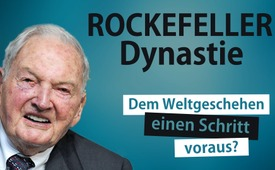 ROCKEFELLER
Dynastie
Dem Weltgeschehen
einen Schritt
voraus?